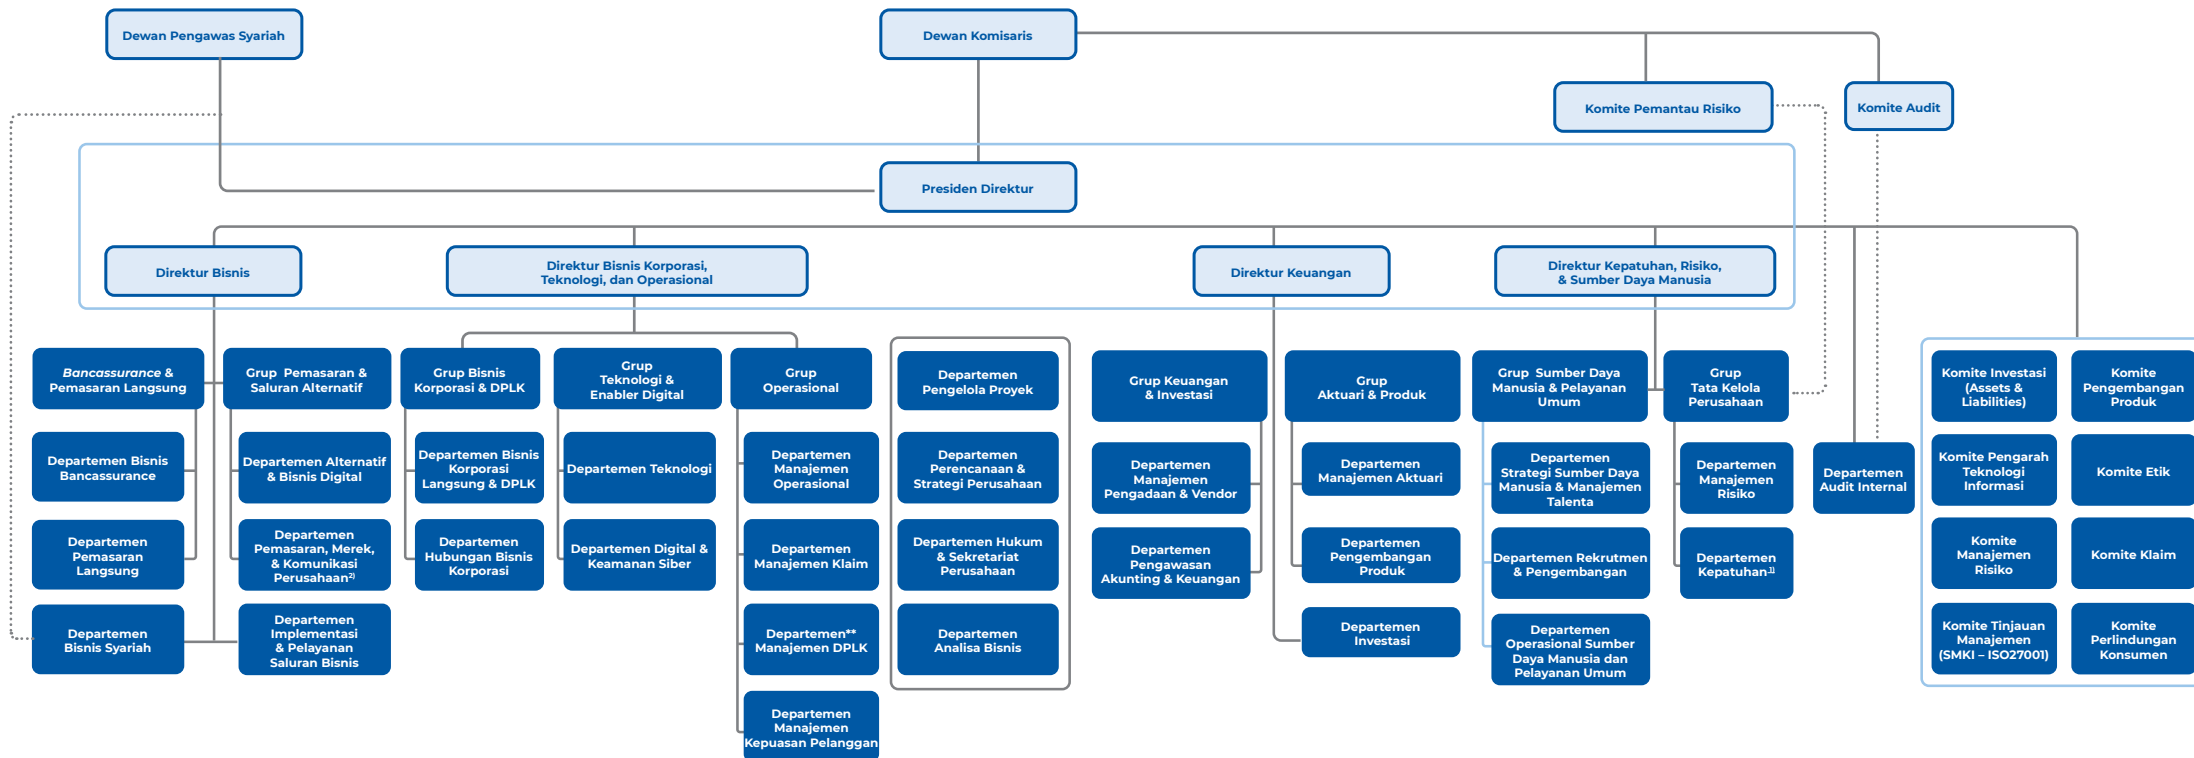 Dewan Pengawas Syariah
Dewan Komisaris
Komite Pemantau Risiko
Komite Audit
Presiden Direktur
Direktur Bisnis
Direktur Bisnis Korporasi,
Teknologi, dan Operasional
Direktur Keuangan
Direktur Kepatuhan, Risiko,
& Sumber Daya Manusia
Bancassurance &
Pemasaran Langsung
Departemen Bisnis
Bancassurance
Departemen
Pemasaran
Langsung
Departemen
Bisnis Syariah
Grup Pemasaran &
Saluran Alternatif
Departemen Alternatif
& Bisnis Digital
Departemen
Pemasaran, Merek,
& Komunikasi
Perusahaan²⁾
Departemen
Implementasi
& Pelayanan
Saluran Bisnis
Grup Bisnis
Korporasi & DPLK
Departemen Bisnis
Korporasi
Langsung & DPLK
Departemen
Hubungan Bisnis
Korporasi
Grup
Teknologi &
Enabler Digital
Departemen Teknologi
Departemen Digital &
Keamanan Siber
Grup
Operasional
Departemen
Manajemen
Operasional
Departemen
Manajemen Klaim
Departemen**
Manajemen DPLK
Departemen
Manajemen
Kepuasan Pelanggan
Departemen
Pengelola Proyek
Departemen
Perencanaan &
Strategi Perusahaan
Departemen Hukum
& Sekretariat
Perusahaan
Departemen
Analisa Bisnis
Grup Keuangan
& Investasi
Departemen
Manajemen
Pengadaan & Vendor
Departemen
Pengawasan
Akunting & Keuangan
Grup
Aktuari & Produk
Departemen
Manajemen Aktuari
Departemen
Pengembangan
Produk
Departemen
Investasi
Grup Sumber Daya
Manusia & Pelayanan
Umum
Departemen
Strategi Sumber Daya
Manusia & Manajemen
Talenta
Departemen Rekrutmen
& Pengembangan
Departemen
Operasional Sumber
Daya Manusia dan
Pelayanan Umum
Grup
Tata Kelola
Perusahaan
Departemen
Manajemen
Risiko
Departemen
Kepatuhan¹⁾
Departemen
Audit Internal
Komite Investasi
(Assets &
Liabilities)
Komite
Pengembangan
Produk
Komite Pengarah
Teknologi
Informasi
Komite Etik
Komite
Manajemen
Risiko
Komite Klaim
Komite Tinjauan
Manajemen
(SMKI – ISO27001)
Komite
Perlindungan
Konsumen